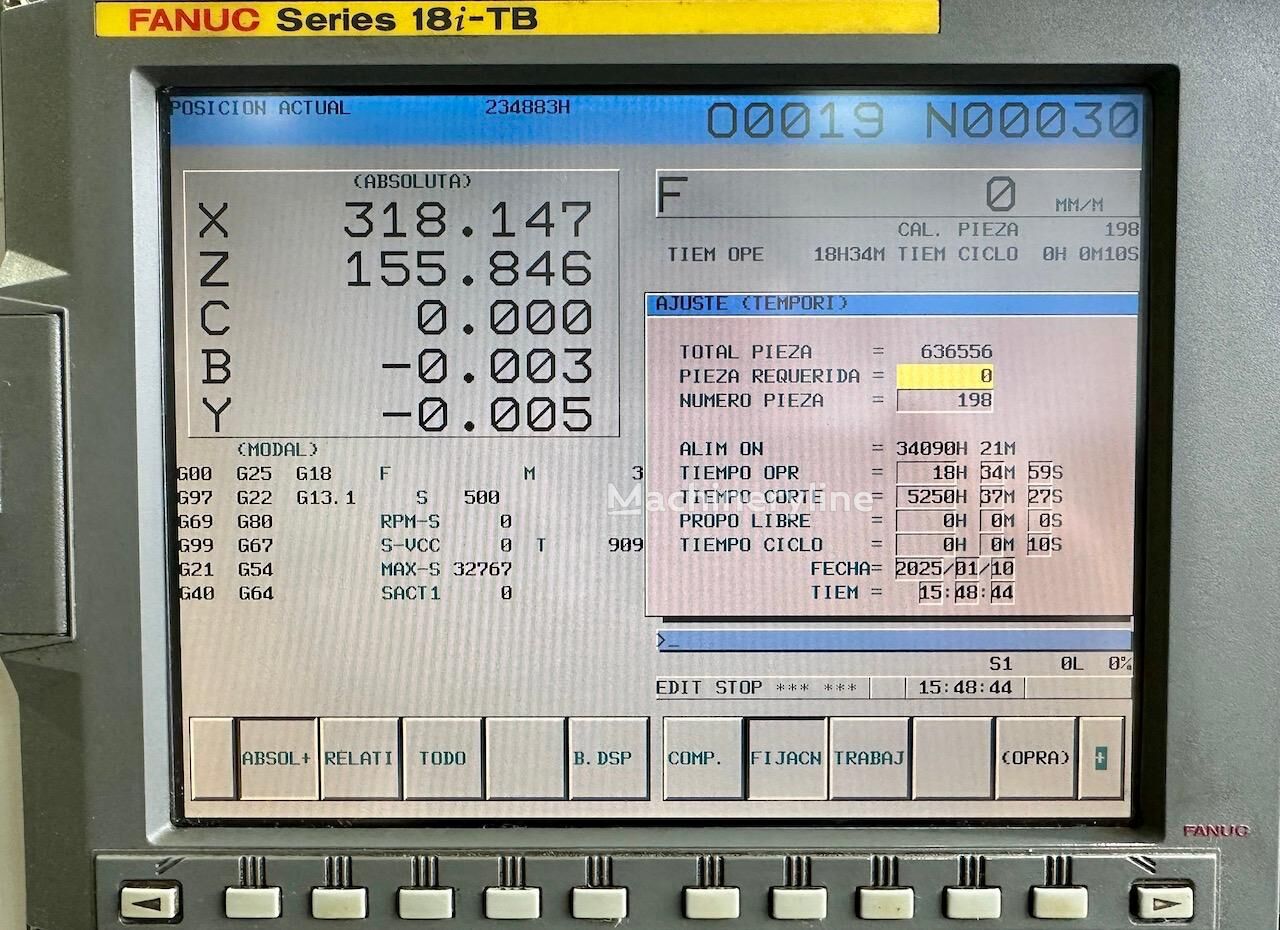 FANUC Series 18i-TB
POSICION ACTUAL 234883H O0019 N00030
(ABSOLUTA)
X 318.147
Z 155.846
C 0.000
B -0.003
Y -0.005
(MODAL)
G00 G25 G18 F M 3
G97 G22 G13.1 S 500
G69 G80 RPM-S 0
G99 G67 S-VCC 0 T 909
G21 G54 MAX-S 32767
G40 G64 SACT1 0
F 0 MM/M
CAL. PIEZA 198
TIEM OPE 18H34M TIEM CICLO 0H 0M10S
AJUSTE (TEMPORI)
TOTAL PIEZA = 636556
PIEZA REQUERIDA = 0
NUMERO PIEZA = 198
ALIM ON = 34090H 21M
TIEMPO OPR = 18H 34M 59S
TIEMPO CORTE = 5250H 37M 27S
PROPO LIBRE = 0H 0M 0S
TIEMPO CICLO = 0H 0M 10S
FECHA= 2025/01/10
TIEM = 15:48:44
Machineryline
>_
S1 0L 0%
EDIT STOP *** *** 15:48:44
ABSOL+ RELATI TODO B.DSP COMP. FIJACN TRABAJ (OPRA) +
FANUC